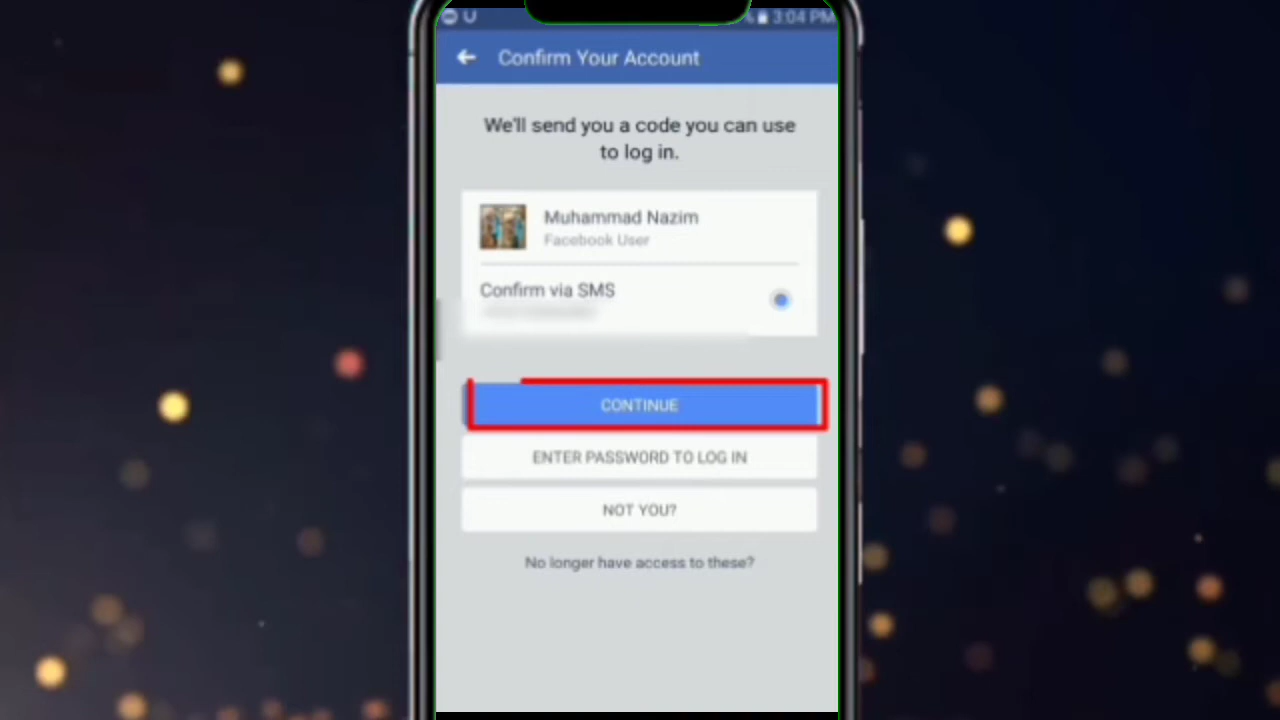 3:04 PM
Confirm Your Account
We'll send you a code you can use
to log in.
Muhammad Nazim
Facebook User
Confirm via SMS
CONTINUE
ENTER PASSWORD TO LOG IN
NOT YOU?
No longer have access to these?